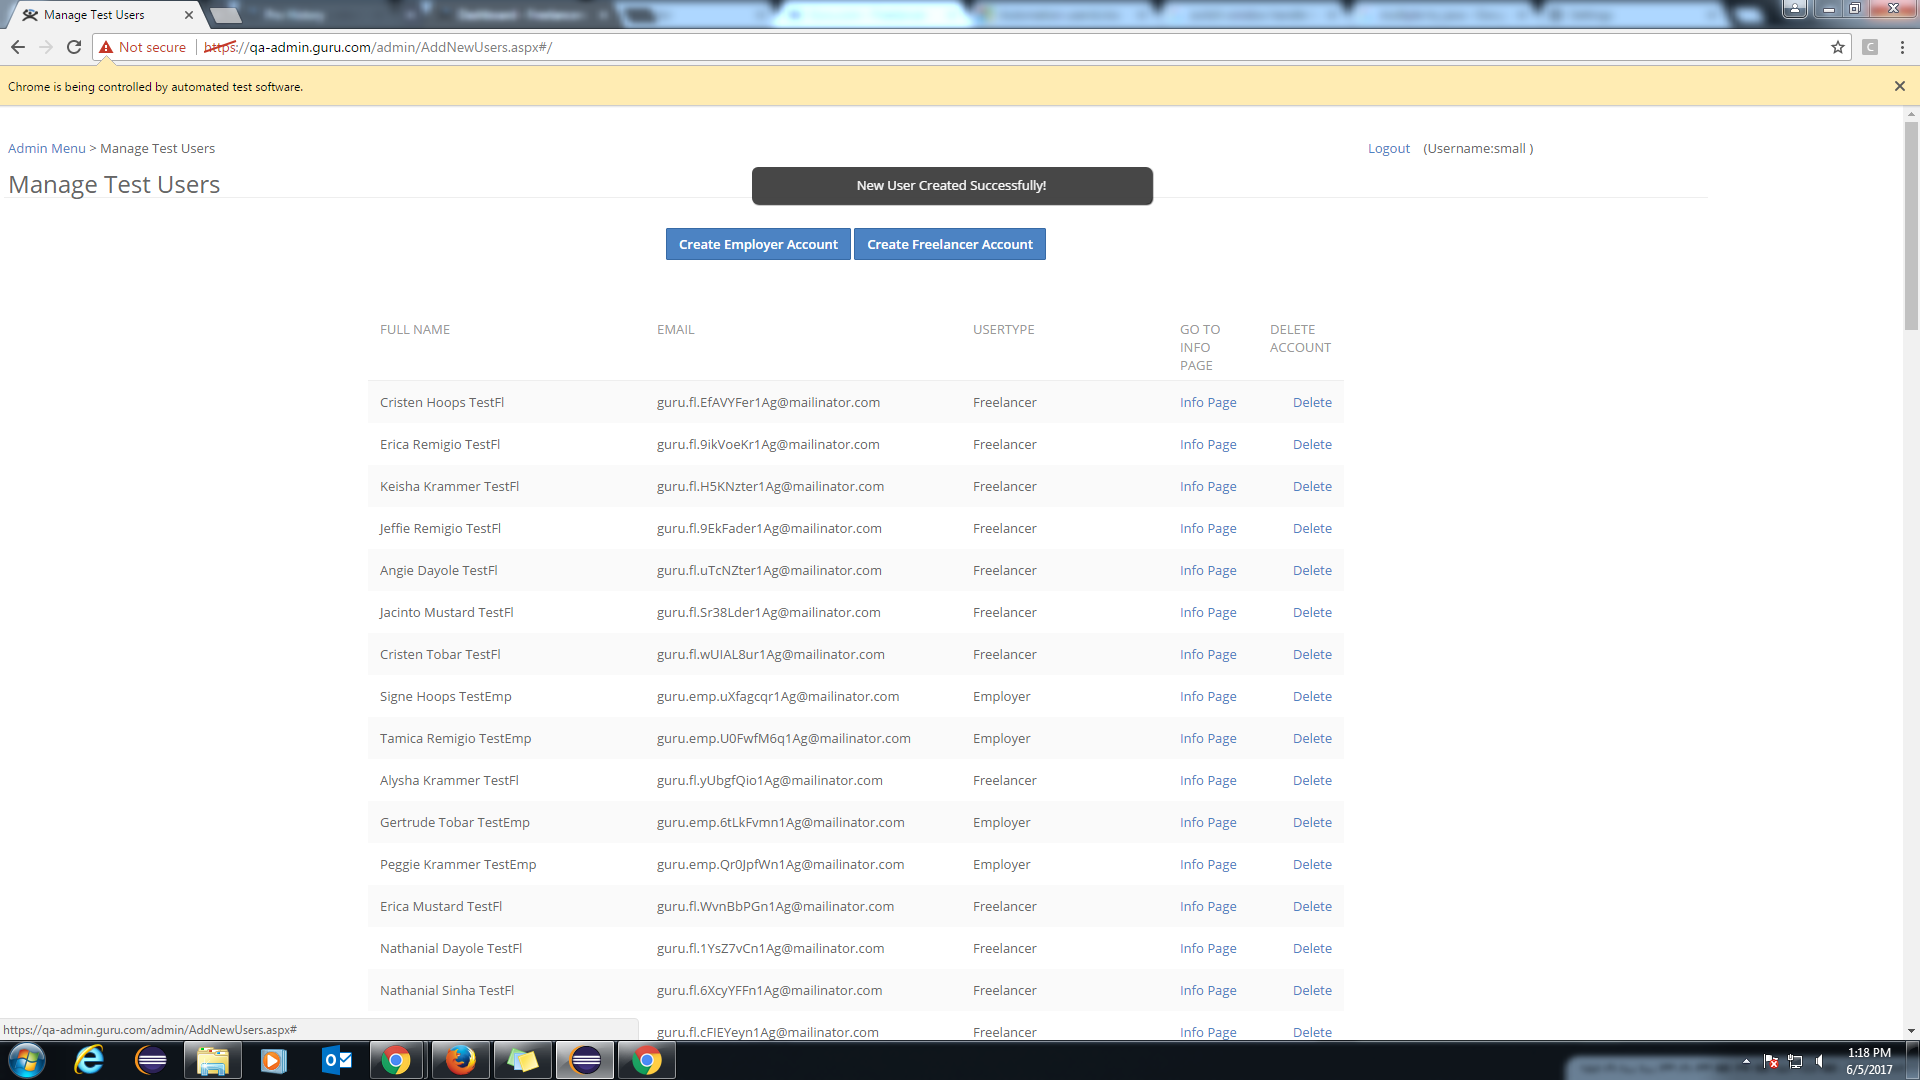 Manage Test Users
Not secure
https://qa-admin.guru.com/admin/AddNewUsers.aspx#/
C
Chrome is being controlled by automated test software.
Admin Menu > Manage Test Users
Logout (Username:small )
Manage Test Users
New User Created Successfully!
Create Employer Account Create Freelancer Account
FULL NAME EMAIL USERTYPE GO TO INFO PAGE DELETE ACCOUNT
Cristen Hoops TestFl guru.fl.EfAVYFer1Ag@mailinator.com Freelancer Info Page Delete
Erica Remigio TestFl guru.fl.9ikVoeKr1Ag@mailinator.com Freelancer Info Page Delete
Keisha Krammer TestFl guru.fl.H5KNzter1Ag@mailinator.com Freelancer Info Page Delete
Jeffie Remigio TestFl guru.fl.9EkFader1Ag@mailinator.com Freelancer Info Page Delete
Angie Dayole TestFl guru.fl.uTcNZter1Ag@mailinator.com Freelancer Info Page Delete
Jacinto Mustard TestFl guru.fl.Sr38Lder1Ag@mailinator.com Freelancer Info Page Delete
Cristen Tobar TestFl guru.fl.wUIAL8ur1Ag@mailinator.com Freelancer Info Page Delete
Signe Hoops TestEmp guru.emp.uXfagcqr1Ag@mailinator.com Employer Info Page Delete
Tamica Remigio TestEmp guru.emp.U0FwfM6q1Ag@mailinator.com Employer Info Page Delete
Alysha Krammer TestFl guru.fl.yUbgfQio1Ag@mailinator.com Freelancer Info Page Delete
Gertrude Tobar TestEmp guru.emp.6tLkFvmn1Ag@mailinator.com Employer Info Page Delete
Peggie Krammer TestEmp guru.emp.Qr0JpfWn1Ag@mailinator.com Employer Info Page Delete
Erica Mustard TestFl guru.fl.WvnBbPGn1Ag@mailinator.com Freelancer Info Page Delete
Nathanial Dayole TestFl guru.fl.1YsZ7vCn1Ag@mailinator.com Freelancer Info Page Delete
Nathanial Sinha TestFl guru.fl.6XcyYFFn1Ag@mailinator.com Freelancer Info Page Delete
guru.fl.cFIEYeyn1Ag@mailinator.com Freelancer Info Page Delete
https://qa-admin.guru.com/admin/AddNewUsers.aspx#
1:18 PM
6/5/2017